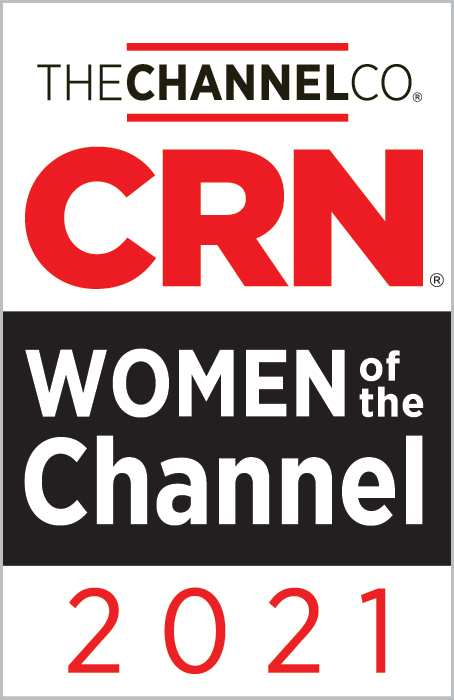 THECHANNELCO®
CRN®
WOMEN of the
Channel
2021